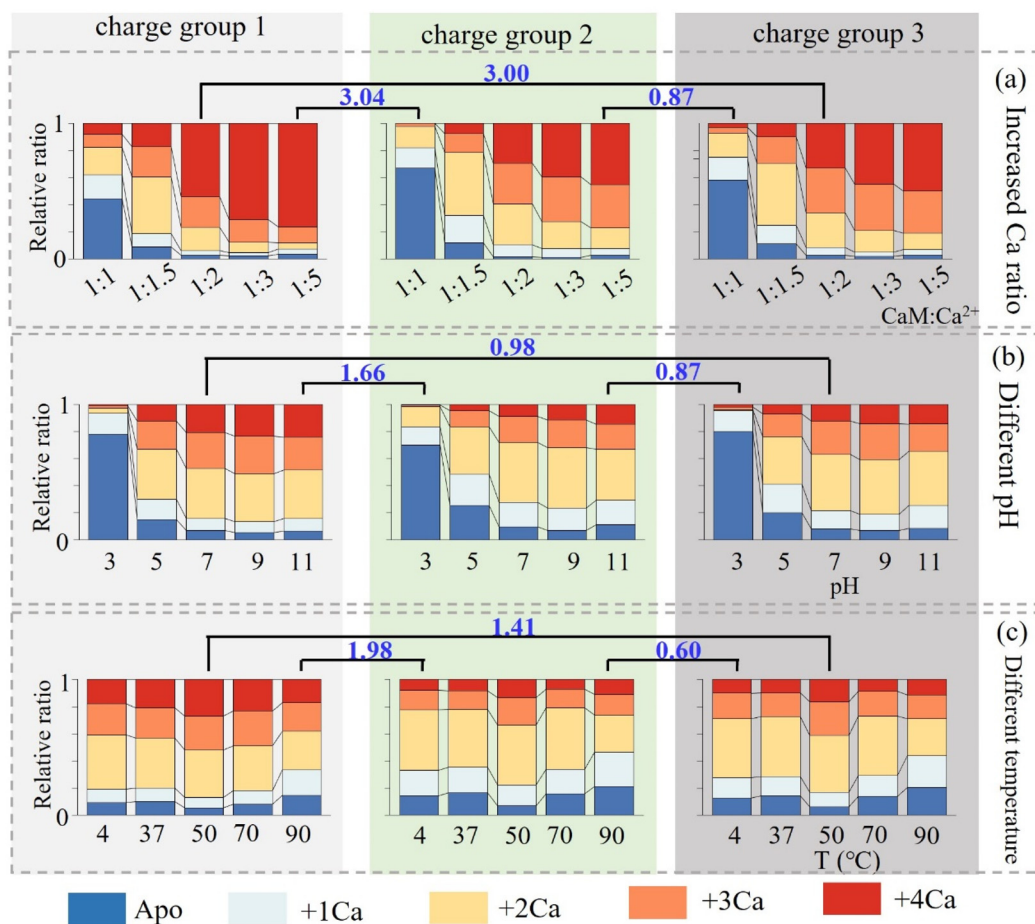 charge group 1
charge group 2
charge group 3
3.00
3.04
0.87
(a)
Increased Ca ratio
Relative ratio
1
0
1:1
1:1.5
1:2
1:3
1:5
1:1
1:1.5
1:2
1:3
1:5
1:1
1:1.5
1:2
1:3
1:5
CaM:Ca²⁺
0.98
1.66
0.87
(b)
Different pH
Relative ratio
1
0
3 5 7 9 11
3 5 7 9 11
3 5 7 9 11
pH
1.41
1.98
0.60
(c)
Different temperature
Relative ratio
1
0
4 37 50 70 90
4 37 50 70 90
4 37 50 70 90
T (°C)
Apo
+1Ca
+2Ca
+3Ca
+4Ca